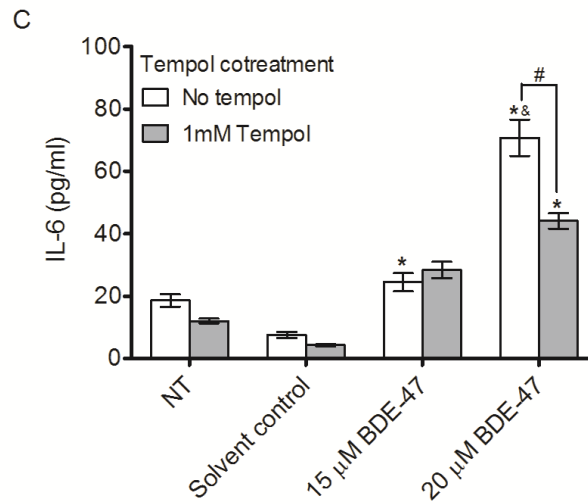 C
100
80
60
40
20
0
IL-6 (pg/ml)
Tempol cotreatment
No tempol
1mM Tempol
*
*&
#
*
NT
Solvent control
15 μM BDE-47
20 μM BDE-47